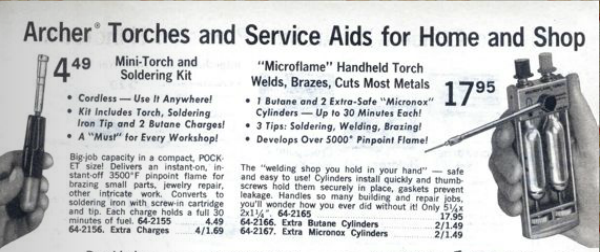 Archer® Torches and Service Aids for Home and Shop
4.49
Mini-Torch and
Soldering Kit
• Cordless — Use It Anywhere!
• Kit Includes Torch, Soldering
Iron Tip and 2 Butane Charges!
• A "Must" for Every Workshop!
Big-job capacity in a compact, POCK-
ET size! Delivers an instant-on, in-
stant-off 3500°F pinpoint flame for
brazing small parts, jewelry repair,
other intricate work. Converts to
soldering iron with screw-in cartridge
and tip. Each charge holds a full 30
minutes of fuel. 64-2155 4.49
64-2156. Extra Charges 4/1.69
"Microflame" Handheld Torch
Welds, Brazes, Cuts Most Metals
17.95
• 1 Butane and 2 Extra-Safe "Micronox"
Cylinders — Up to 30 Minutes Each!
• 3 Tips: Soldering, Welding, Brazing!
• Develops Over 5000° Pinpoint Flame!
The "welding shop you hold in your hand" — safe
and easy to use! Cylinders install quickly and thumb-
screws hold them securely in place, gaskets prevent
leakage. Handles so many building and repair jobs,
you'll wonder how you ever did without it! Only 5½x
2x1¼". 64-2165 17.95
64-2166. Extra Butane Cylinders 2/1.49
64-2167. Extra Micronox Cylinders 2/1.49